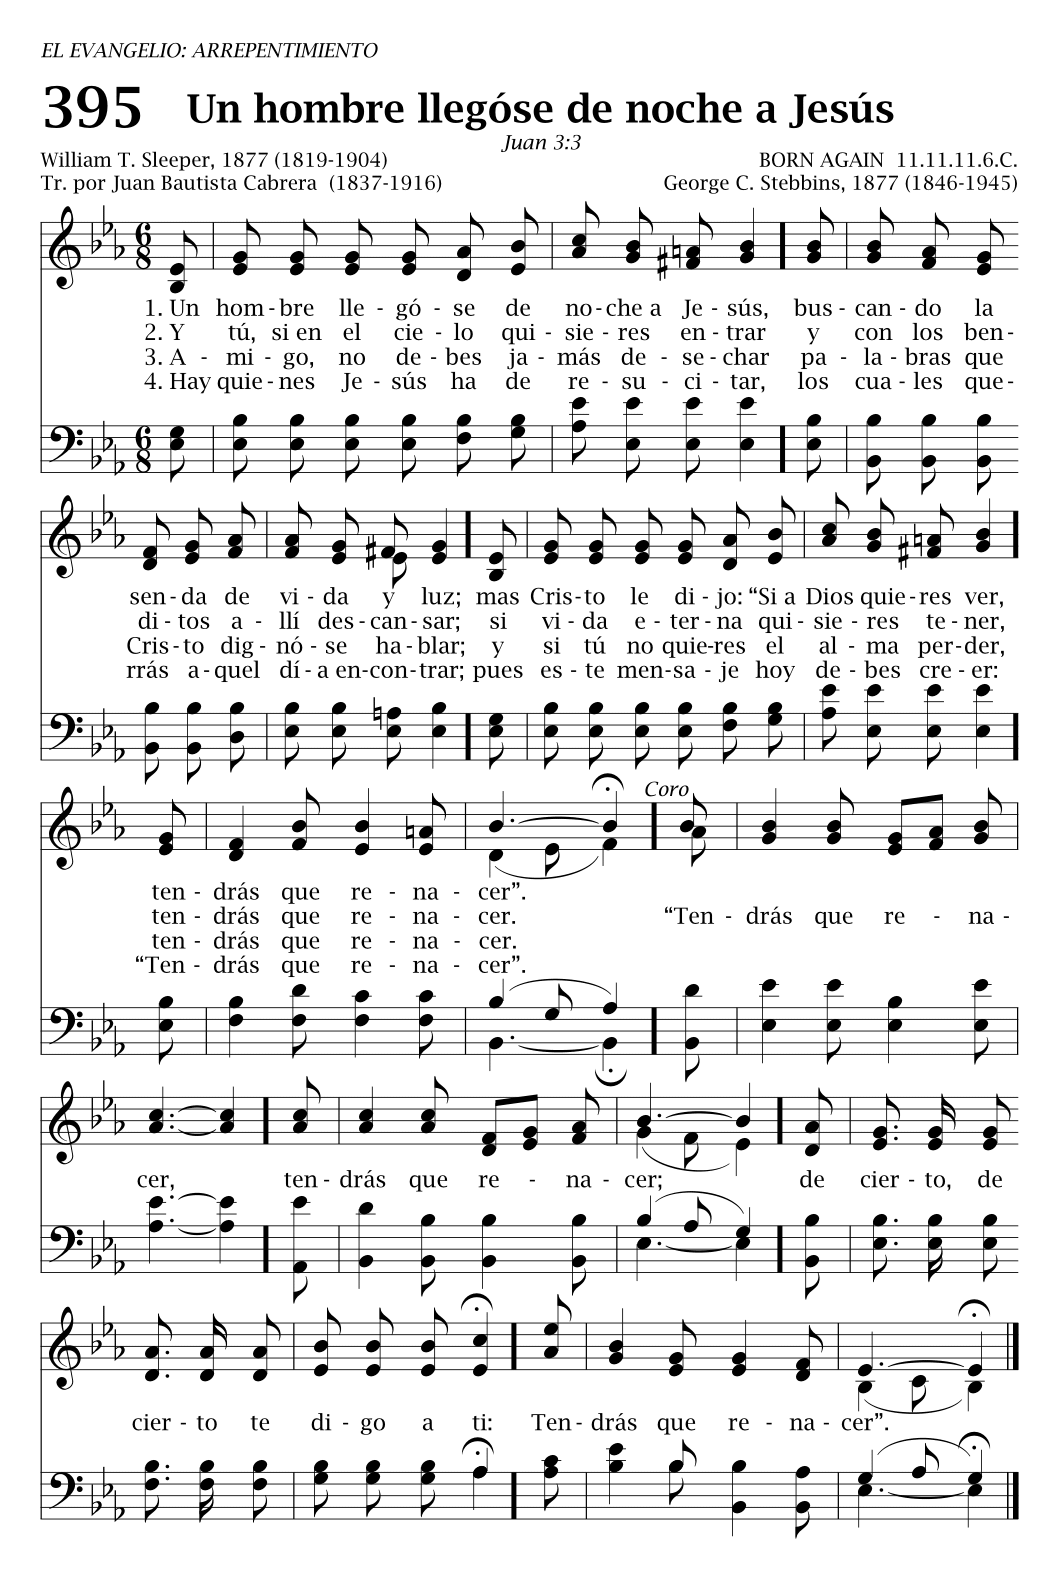 EL EVANGELIO: ARREPENTIMIENTO
395 Un hombre llegóse de noche a Jesús
Juan 3:3
William T. Sleeper, 1877 (1819-1904) BORN AGAIN 11.11.11.6.C.
Tr. por Juan Bautista Cabrera (1837-1916) George C. Stebbins, 1877 (1846-1945)
1. Un hom - bre lle - gó - se de no - che a Je - sús, bus - can - do la
2. Y tú, si en el cie - lo qui - sie - res en - trar y con los ben -
3. A - mi - go, no de - bes ja - más de - se - char pa - la - bras que
4. Hay quie - nes Je - sús ha de re - su - ci - tar, los cua - les que -
sen - da de vi - da y luz; mas Cris - to le di - jo: “Si a Dios quie - res ver,
di - tos a - llí des - can - sar; si vi - da e - ter - na qui - sie - res te - ner,
Cris - to dig - nó - se ha - blar; y si tú no quie - res el al - ma per - der,
rrás a - quel dí - a en - con - trar; pues es - te men - sa - je hoy de - bes cre - er:
Coro
ten - drás que re - na - cer”.
ten - drás que re - na - cer. “Ten - drás que re - na -
ten - drás que re - na - cer.
“Ten - drás que re - na - cer”.
cer, ten - drás que re - na - cer; de cier - to, de
cier - to te di - go a ti: Ten - drás que re - na - cer”.